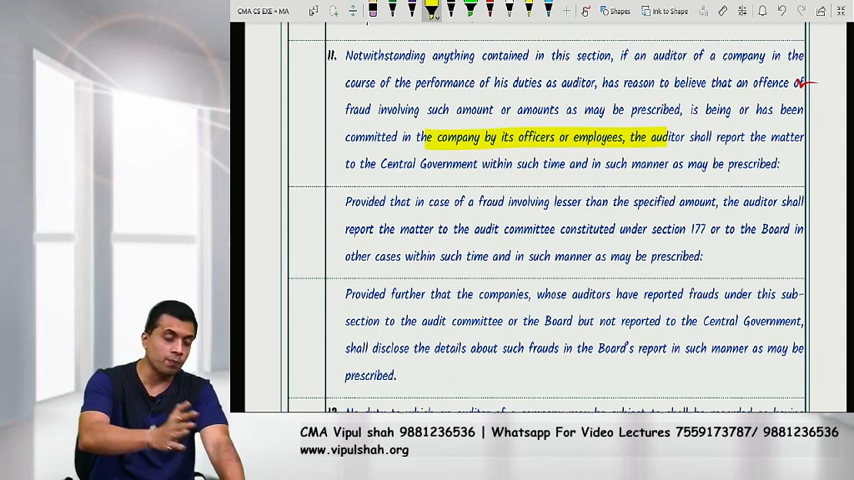 CMA CS EXE = MA
Shapes
Ink to Shape
11. Notwithstanding anything contained in this section, if an auditor of a company in the
course of the performance of his duties as auditor, has reason to believe that an offence of
fraud involving such amount or amounts as may be prescribed, is being or has been
committed in the company by its officers or employees, the auditor shall report the matter
to the Central Government within such time and in such manner as may be prescribed:
Provided that in case of a fraud involving lesser than the specified amount, the auditor shall
report the matter to the audit committee constituted under section 177 or to the Board in
other cases within such time and in such manner as may be prescribed:
Provided further that the companies, whose auditors have reported frauds under this sub-
section to the audit committee or the Board but not reported to the Central Government,
shall disclose the details about such frauds in the Board's report in such manner as may be
prescribed.
CMA Vipul shah 9881236536 | Whatsapp For Video Lectures 7559173787/ 9881236536
www.vipulshah.org